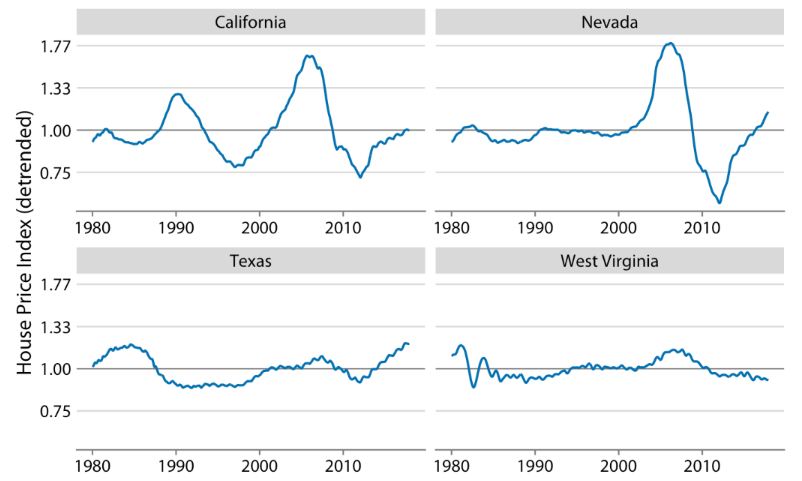 California
Nevada
1.77
1.33
1.00
0.75
1980 1990 2000 2010
1980 1990 2000 2010
House Price Index (detrended)
Texas
West Virginia
1.77
1.33
1.00
0.75
1980 1990 2000 2010
1980 1990 2000 2010